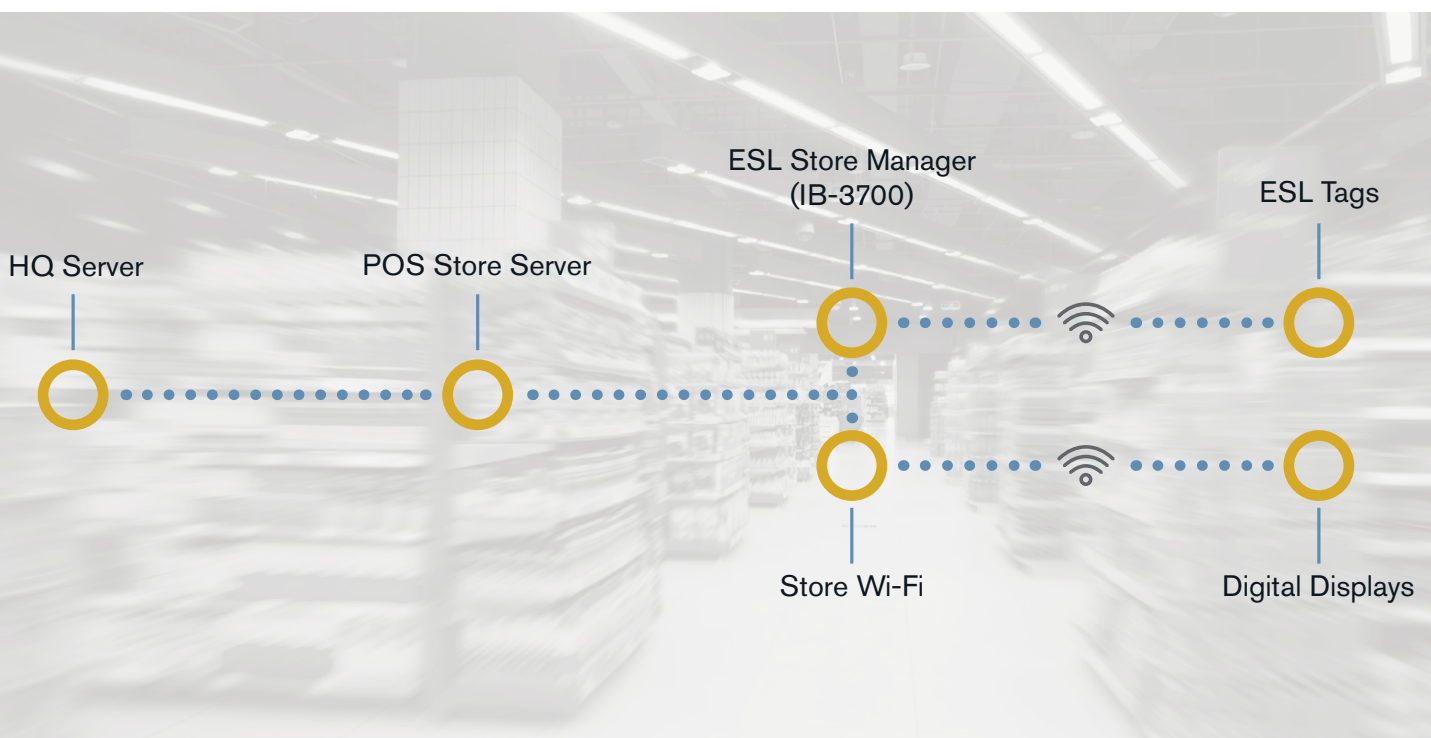 ESL Store Manager
(IB-3700)
ESL Tags
HQ Server
POS Store Server
Store Wi-Fi
Digital Displays